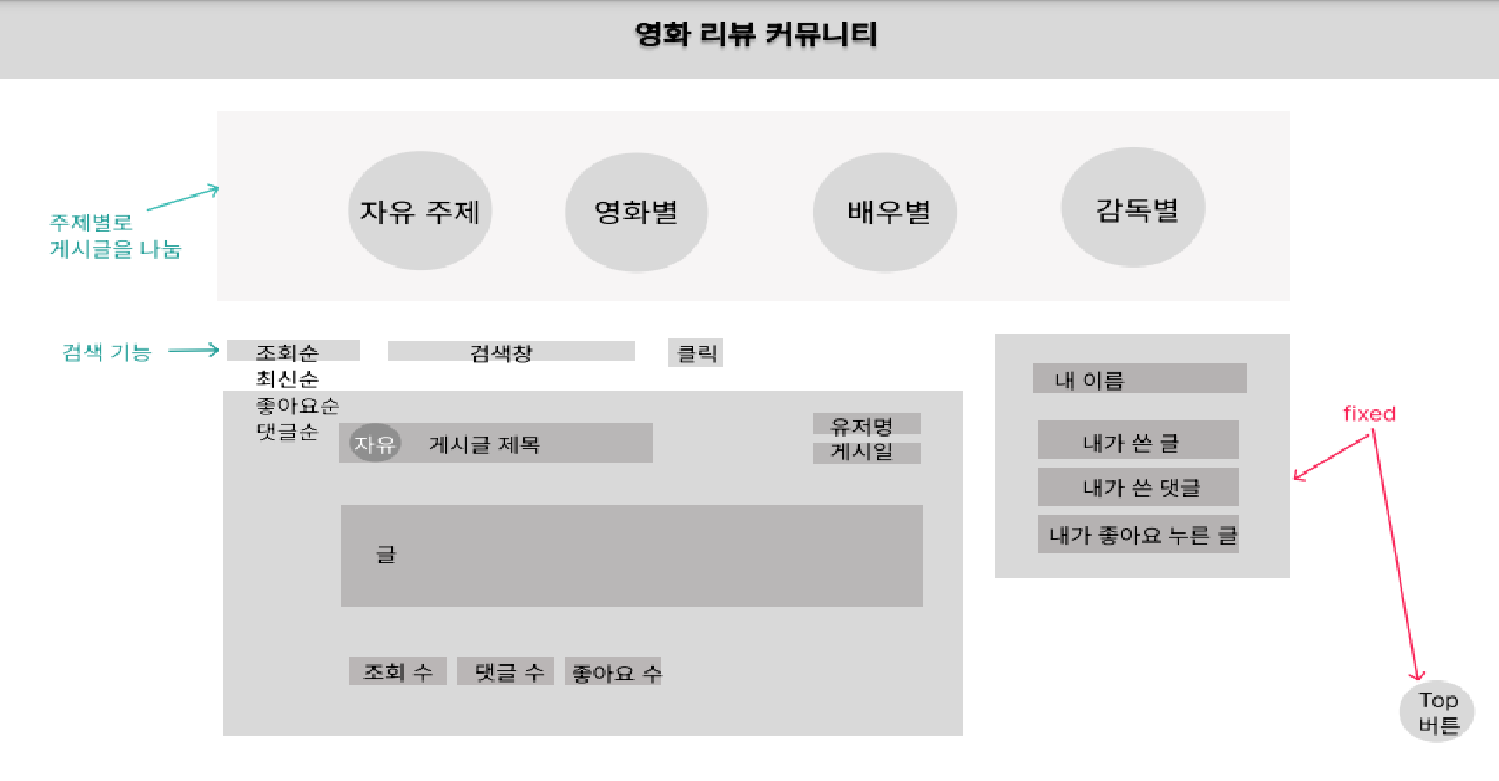 영화 리뷰 커뮤니티
자유 주제
영화별
배우별
감독별
주제별로
게시글을 나눔
검색 기능
조회순
최신순
좋아요순
댓글순
검색창
클릭
자유
게시글 제목
유저명
게시일
글
조회 수
댓글 수
좋아요 수
내 이름
내가 쓴 글
내가 쓴 댓글
내가 좋아요 누른 글
fixed
Top
버튼